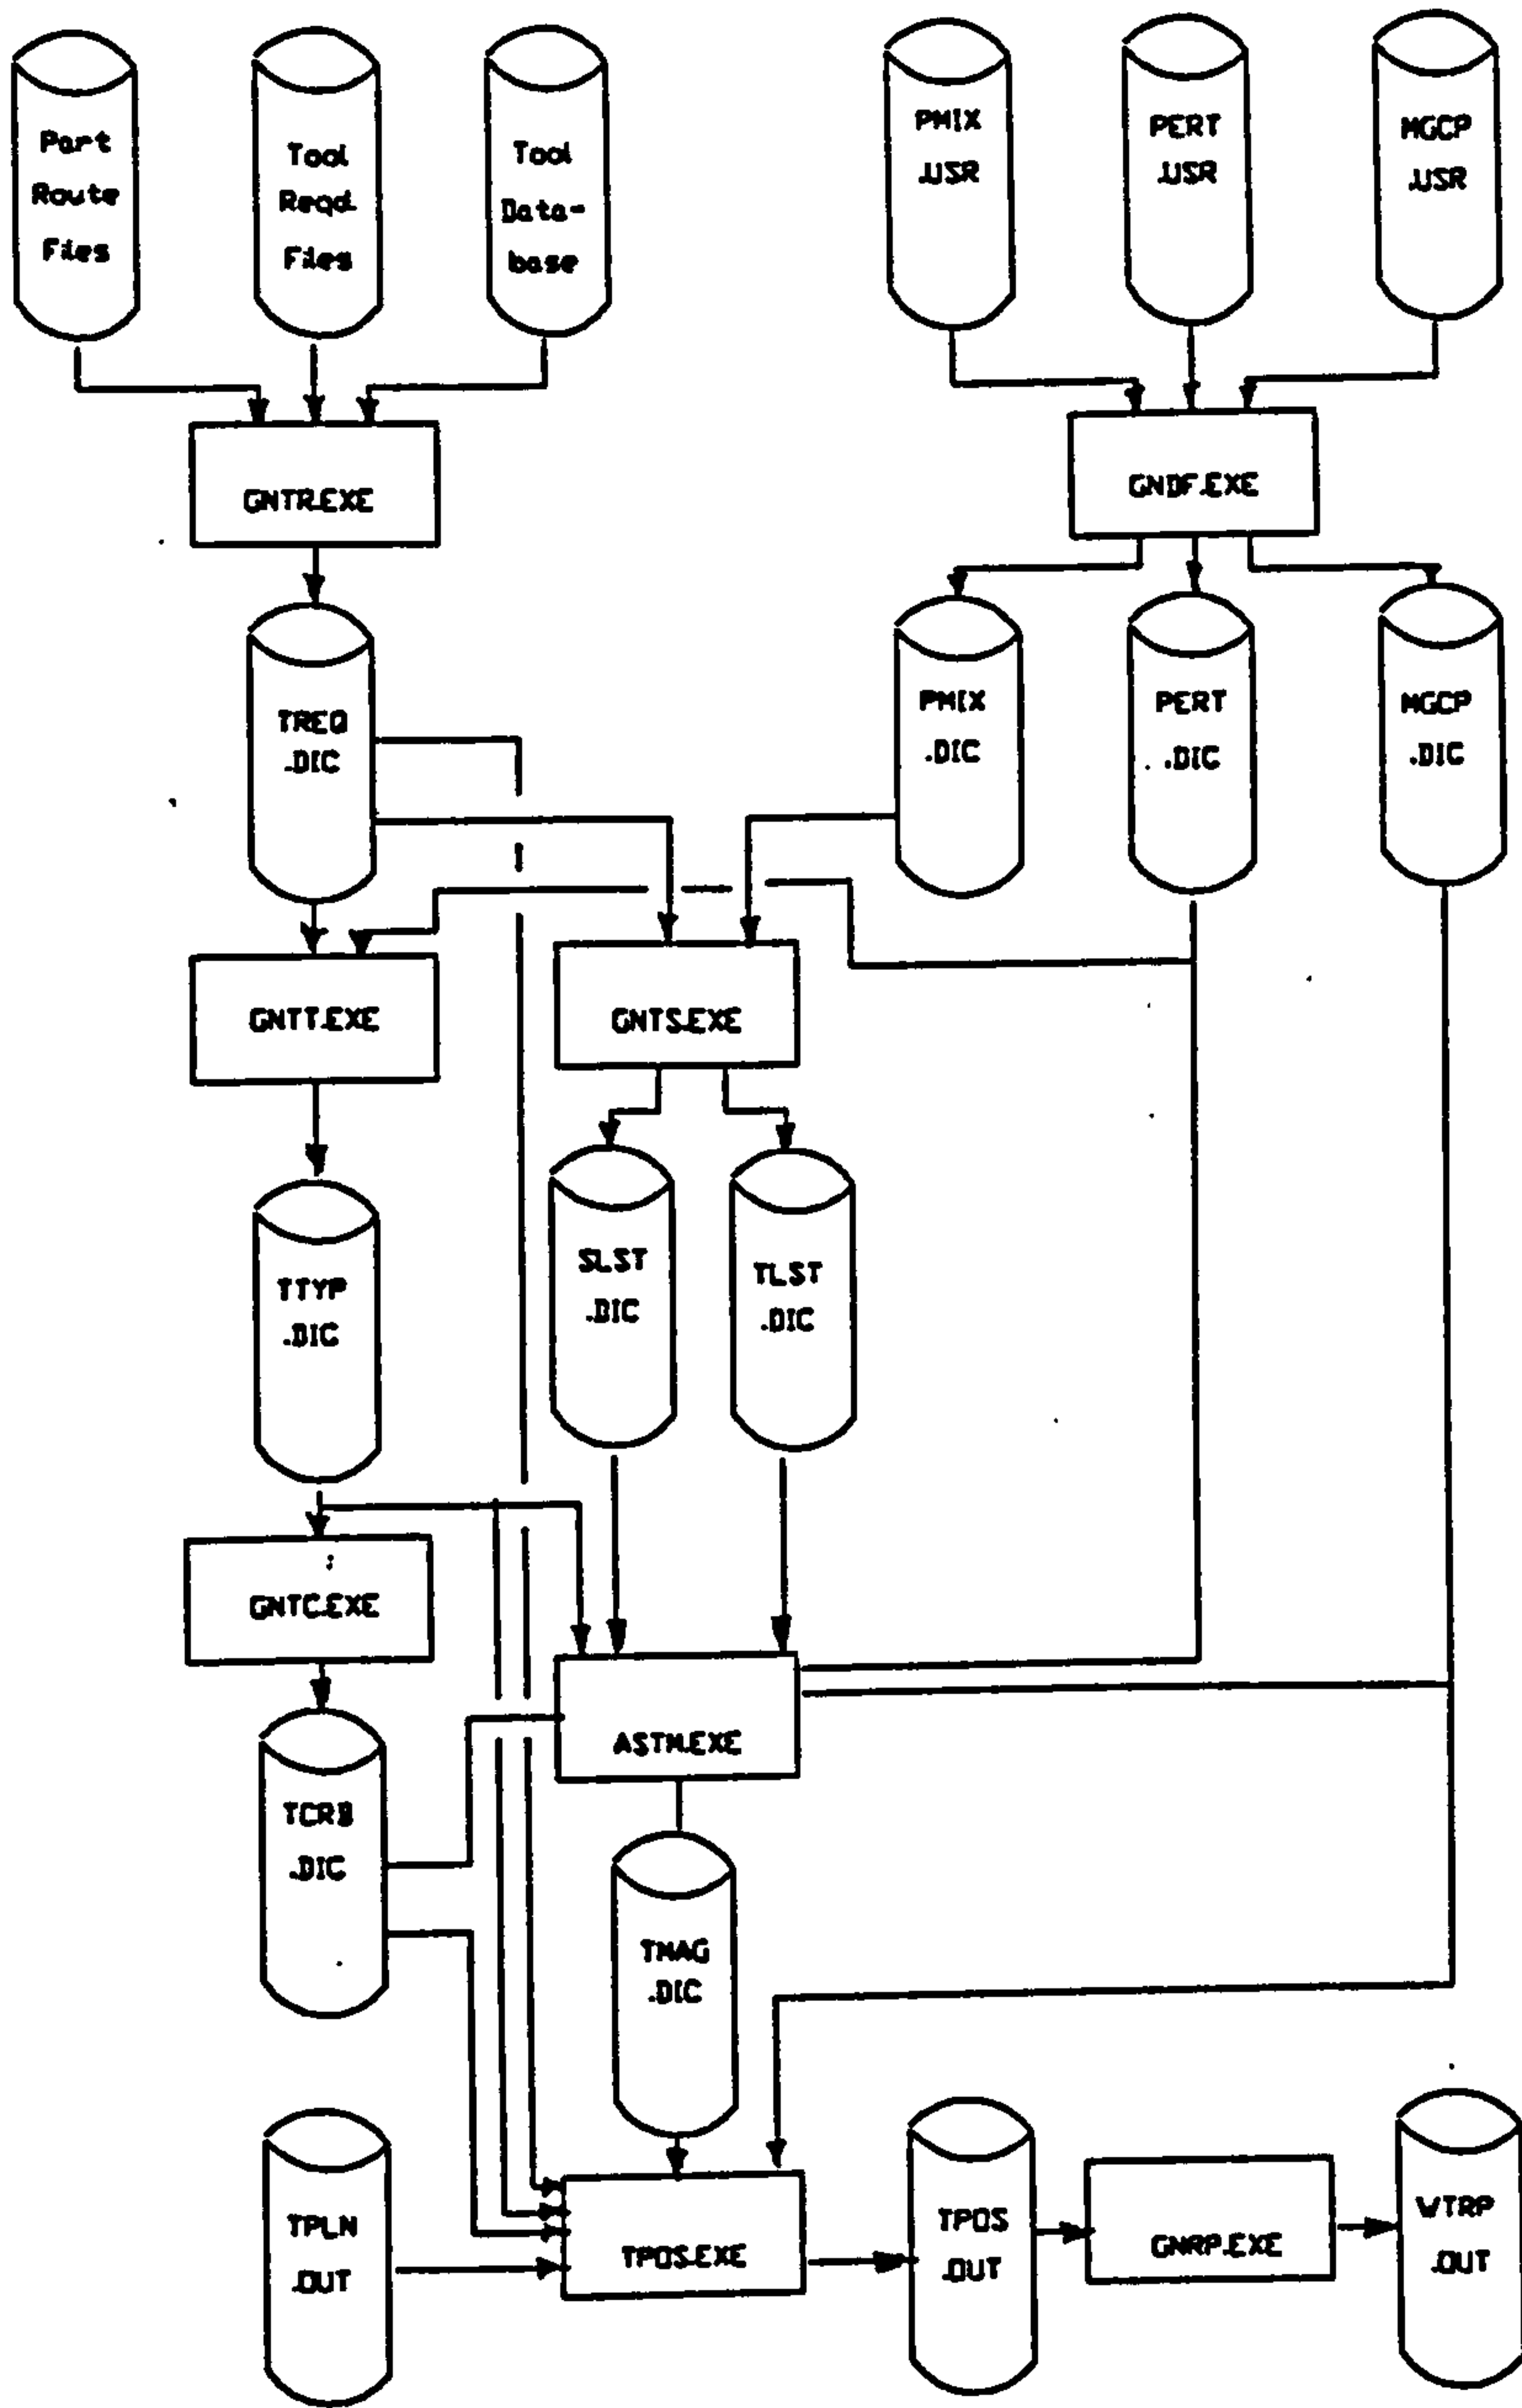 Part
Route
Files
Tool
Reqd.
Files
Tool
Data-
base
PMIX
.USR
PERT
.USR
MGCP
.USR
GNTR.EXE
GNDF.EXE
TREQ
.DIC
PMIX
.DIC
PERT
.DIC
MGCP
.DIC
GNTT.EXE
GNTS.EXE
TTYP
.DIC
SLST
.DIC
TLST
.DIC
GNTC.EXE
ASTM.EXE
TCRB
.DIC
TMAG
.DIC
TPLN
.OUT
TPOS.EXE
TPOS
.OUT
GNRP.EXE
WTRP
.OUT